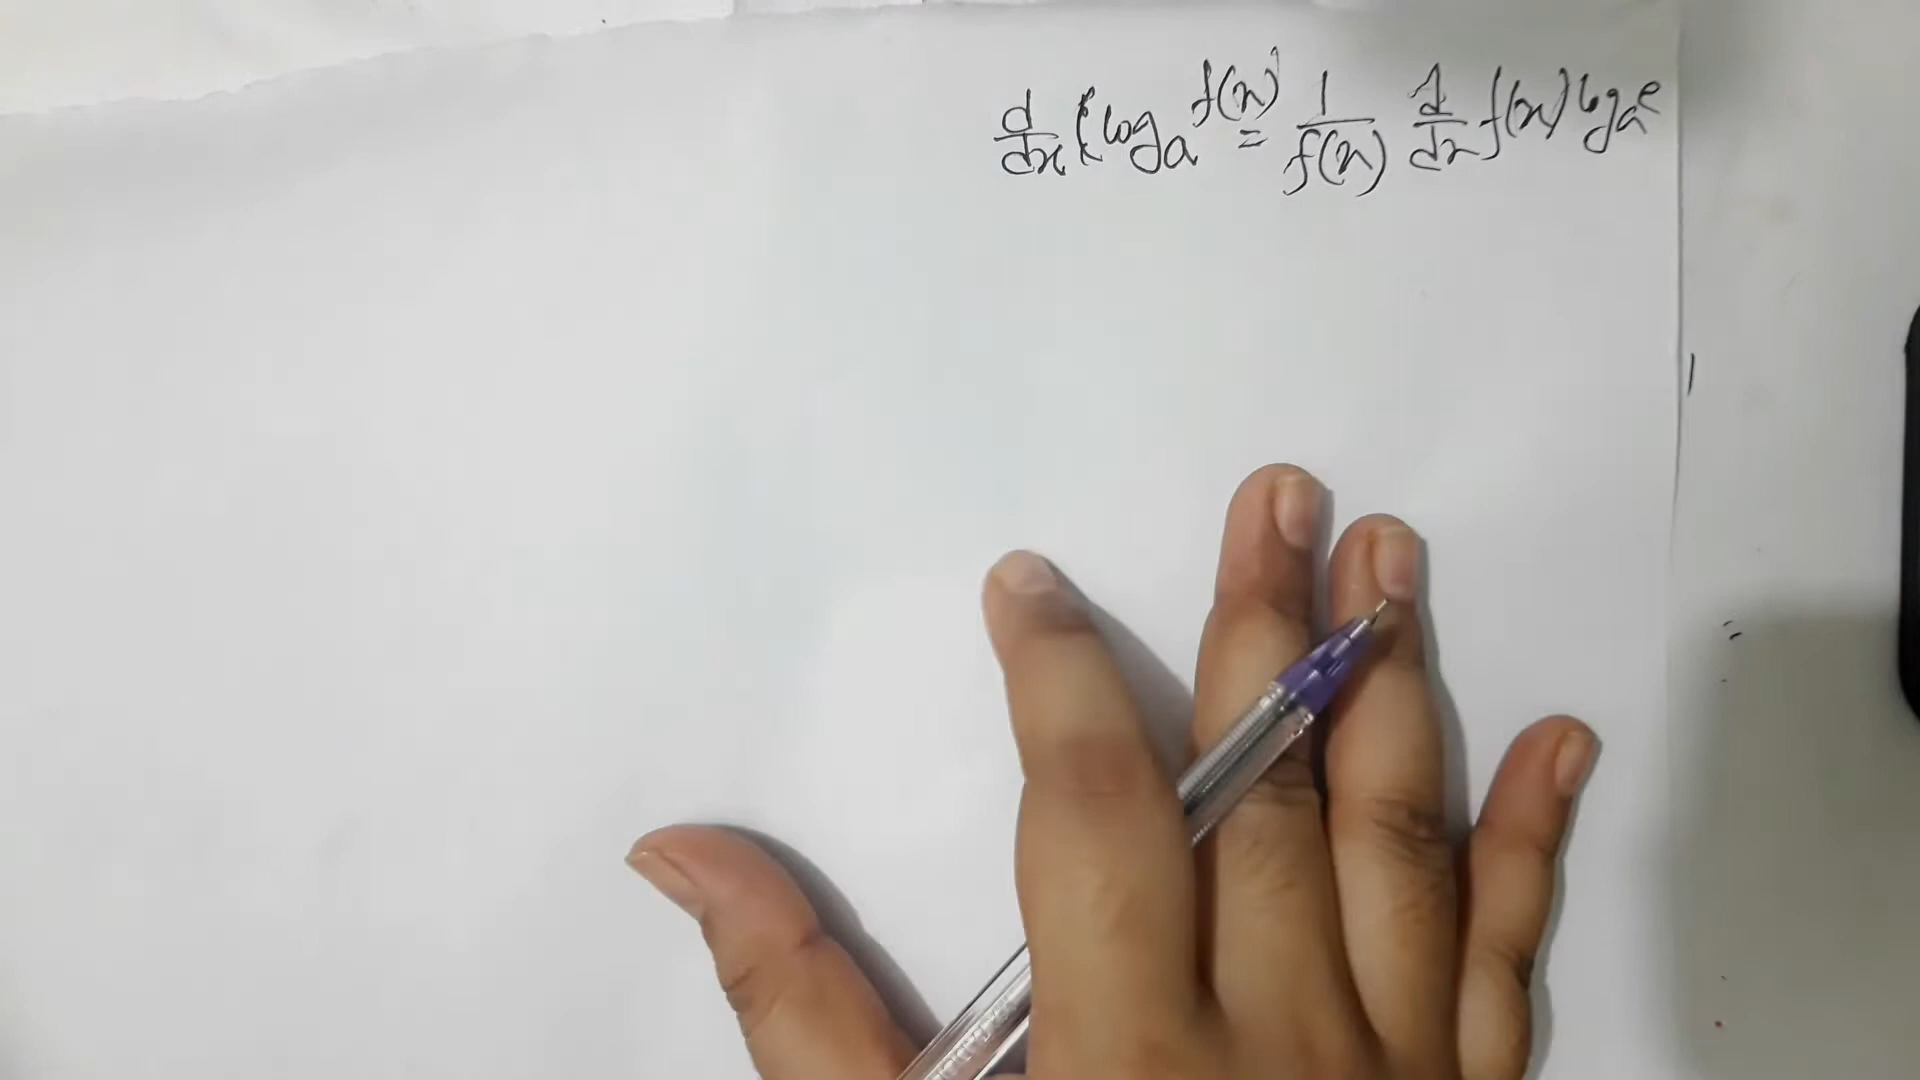 d/dx (log_a f(x) = 1/f(x) d/dx f(x) log_a e